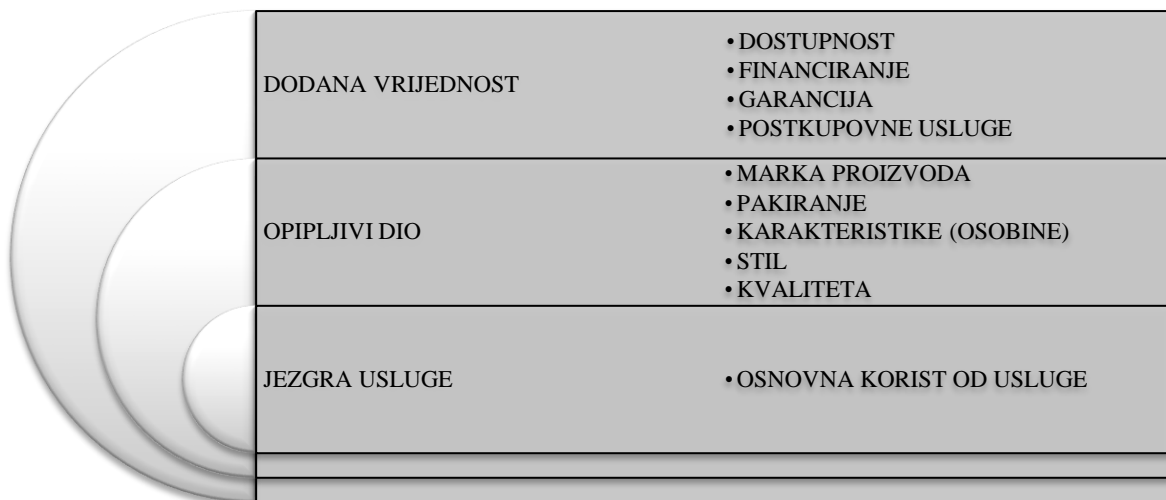 DODANA VRIJEDNOST
• DOSTUPNOST
• FINANCIRANJE
• GARANCIJA
• POSTKUPOVNE USLUGE
OPIPLJIVI DIO
• MARKA PROIZVODA
• PAKIRANJE
• KARAKTERISTIKE (OSOBINE)
• STIL
• KVALITETA
JEZGRA USLUGE
• OSNOVNA KORIST OD USLUGE